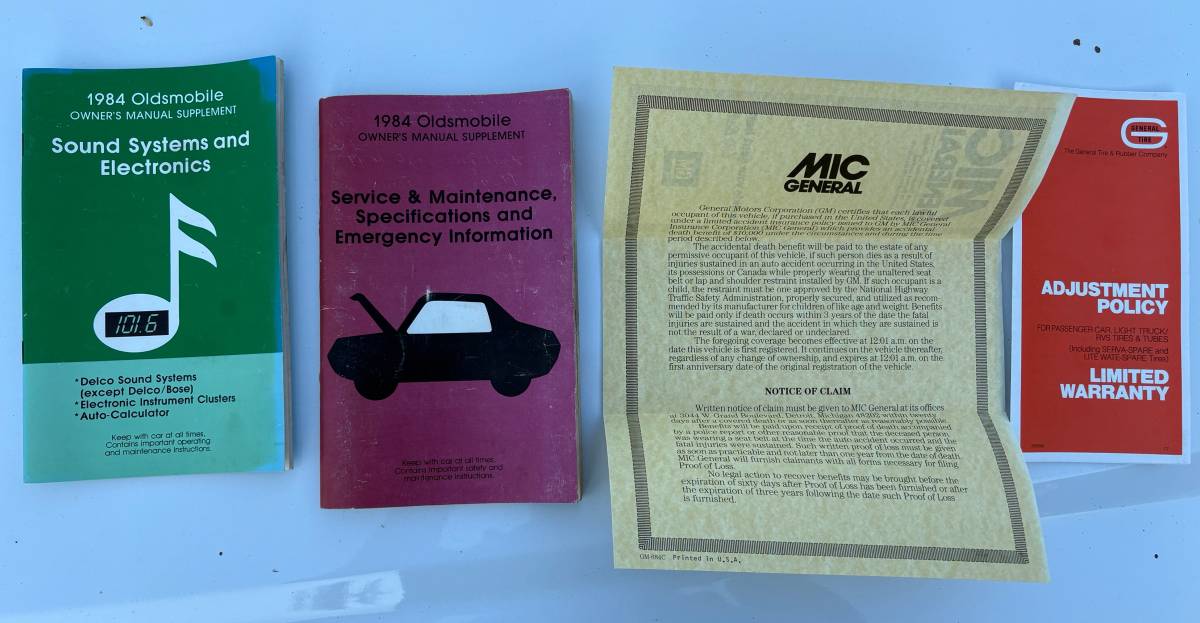 1984 Oldsmobile
OWNER'S MANUAL SUPPLEMENT
Sound Systems and
Electronics
101.6
*Delco Sound Systems
(except Delco/Bose)
*Electronic Instrument Clusters
*Auto-Calculator
Keep with car at all times.
Contains important operating
and maintenance instructions.
1984 Oldsmobile
OWNER'S MANUAL SUPPLEMENT
Service & Maintenance,
Specifications and
Emergency Information
Keep with car at all times.
Contains important safety and
maintenance instructions.
MIC
GENERAL
General Motors Corporation (GM) certifies that each lawful
occupant of this vehicle, if purchased in the United States, is covered
under a limited accident insurance policy issued to GM by MIC General
Insurance Corporation (MIC General) which provides an accidental
death benefit of $10,000 under the circumstances and during the time
period described below.
The accidental death benefit will be paid to the estate of any
permissive occupant of this vehicle, if such person dies as a result of
injuries sustained in an auto accident occurring in the United States,
its possessions or Canada while properly wearing the unaltered seat
belt or lap and shoulder restraint installed by GM. If such occupant is a
child, the restraint must be one approved by the National Highway
Traffic Safety Administration, properly secured, and utilized as recom-
mended by its manufacturer for children of like age and weight. Benefits
will be paid only if death occurs within 3 years of the date the fatal
injuries are sustained and the accident in which they are sustained is
not the result of a war, declared or undeclared.
The foregoing coverage becomes effective at 12:01 a.m. on the
date this vehicle is first registered. It continues on the vehicle thereafter,
regardless of any change of ownership, and expires at 12:01 a.m. on the
first anniversary date of the original registration of the vehicle.
NOTICE OF CLAIM
Written notice of claim must be given to MIC General at its offices
at 3044 W. Grand Boulevard, Detroit, Michigan 48202, within twenty
days after a covered death or as soon thereafter as reasonably possible.
Benefits will be paid upon receipt of proof of death accompanied
by a police report or other reasonable proof that the deceased person
was wearing a seat belt at the time the auto accident occurred and the
fatal injuries were sustained. Such written proof of loss must be given
as soon as practicable and not later than one year from the date of death.
MIC General will furnish claimants with all forms necessary for filing
Proof of Loss.
No legal action to recover benefits may be brought before the
expiration of sixty days after Proof of Loss has been furnished or after
the expiration of three years following the date such Proof of Loss
is furnished.
GM-884C Printed in U.S.A.
GENERAL
TIRE
The General Tire & Rubber Company
ADJUSTMENT
POLICY
FOR PASSENGER CAR, LIGHT TRUCK/
RVS TIRES & TUBES
(Including SERVA-SPARE and
LITE WATE-SPARE Tires)
LIMITED
WARRANTY